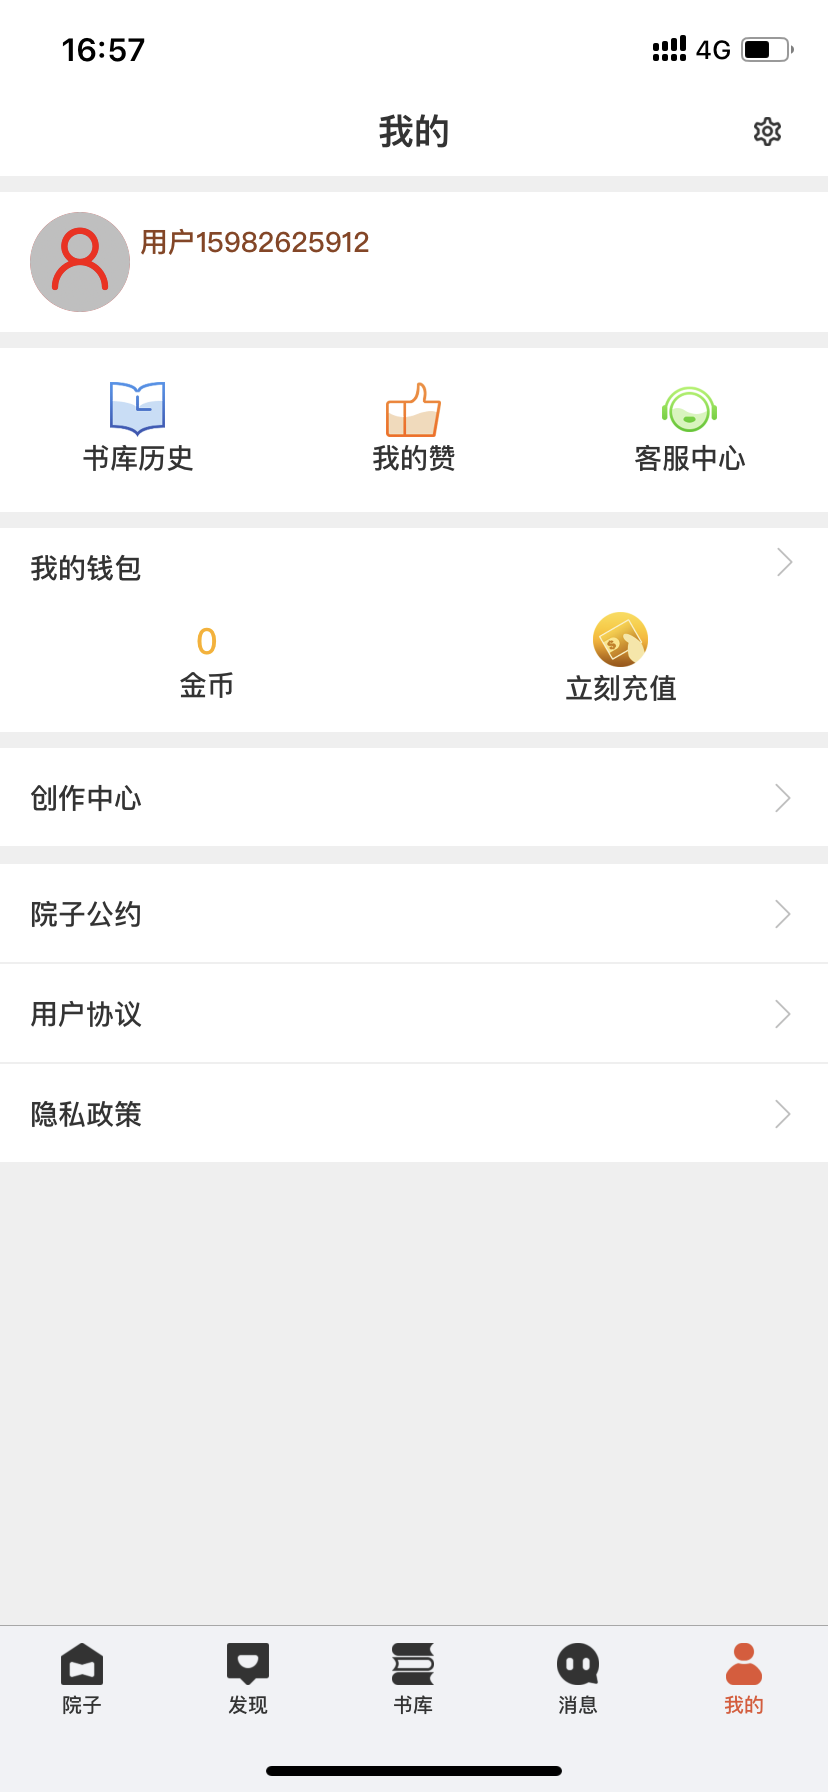 16:57
4G
我的
用户15982625912
书库历史
我的赞
客服中心
我的钱包
0
金币
立刻充值
创作中心
院子公约
用户协议
隐私政策
院子
发现
书库
消息
我的